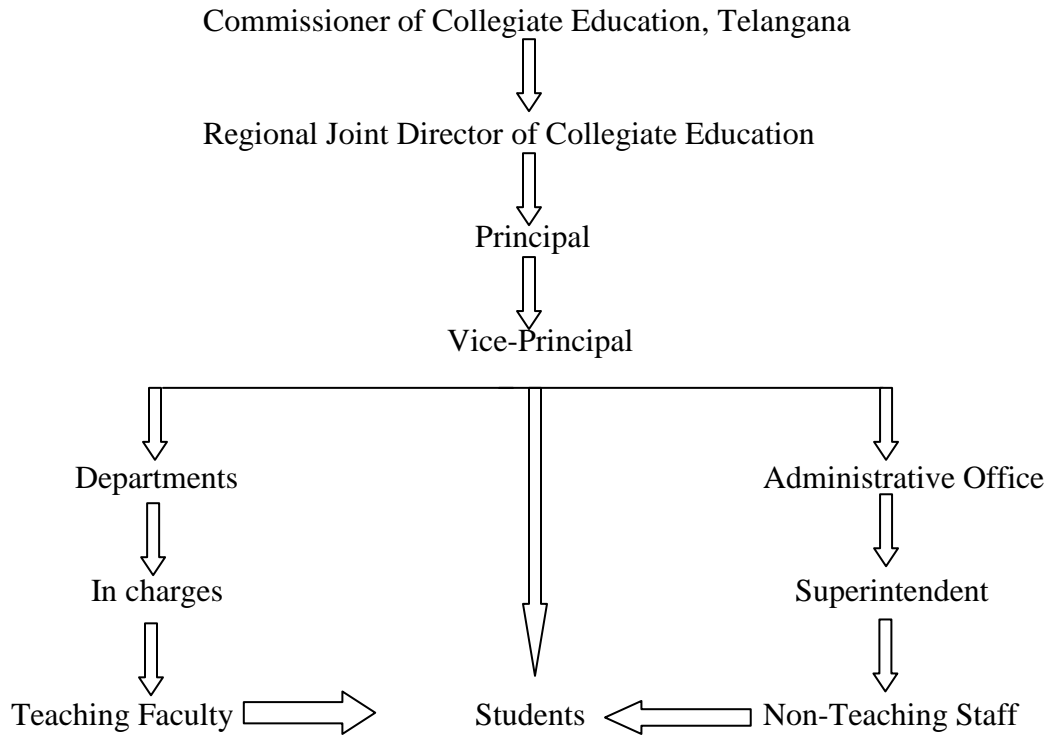 Commissioner of Collegiate Education, Telangana
Regional Joint Director of Collegiate Education
Principal
Vice-Principal
Departments
Administrative Office
In charges
Superintendent
Teaching Faculty
Students
Non-Teaching Staff